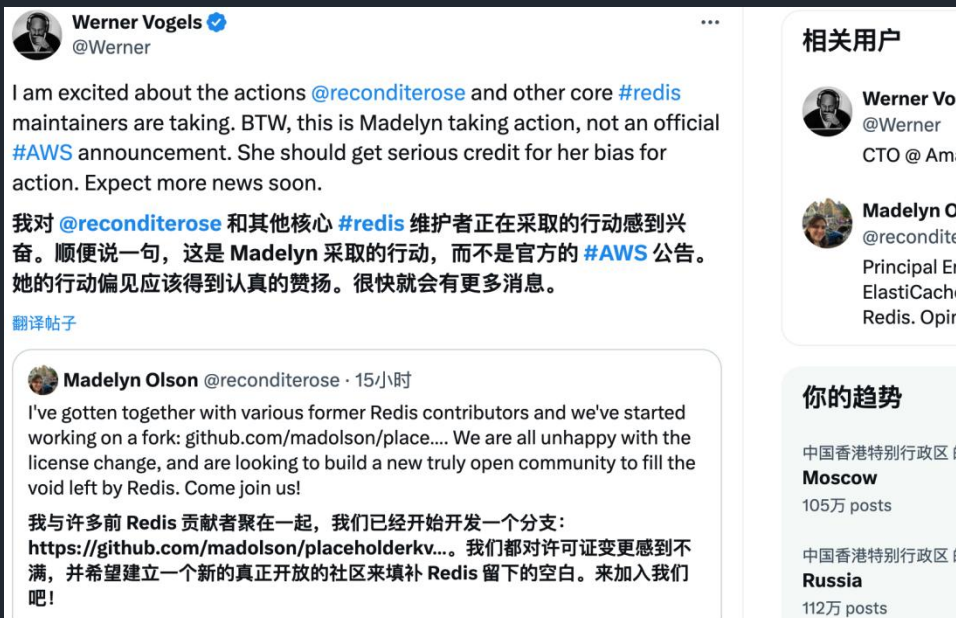 Werner Vogels
@Werner
I am excited about the actions @reconditerose and other core #redis
maintainers are taking. BTW, this is Madelyn taking action, not an official
#AWS announcement. She should get serious credit for her bias for
action. Expect more news soon.
我对 @reconditerose 和其他核心 #redis 维护者正在采取的行动感到兴
奋。顺便说一句，这是 Madelyn 采取的行动，而不是官方的 #AWS 公告。
她的行动偏见应该得到认真的赞扬。很快就会有更多消息。
翻译帖子
Madelyn Olson @reconditerose · 15小时
I've gotten together with various former Redis contributors and we've started
working on a fork: github.com/madolson/place.... We are all unhappy with the
license change, and are looking to build a new truly open community to fill the
void left by Redis. Come join us!
我与许多前 Redis 贡献者聚在一起，我们已经开始开发一个分支：
https://github.com/madolson/placeholderkv...。我们都对许可证变更感到不
满，并希望建立一个新的真正开放的社区来填补 Redis 留下的空白。来加入我们
吧！
相关用户
Werner Vo
@Werner
CTO @ Ama
Madelyn O
@recondite
Principal En
ElastiCache
Redis. Opin
你的趋势
中国香港特别行政区
Moscow
105万 posts
中国香港特别行政区
Russia
112万 posts